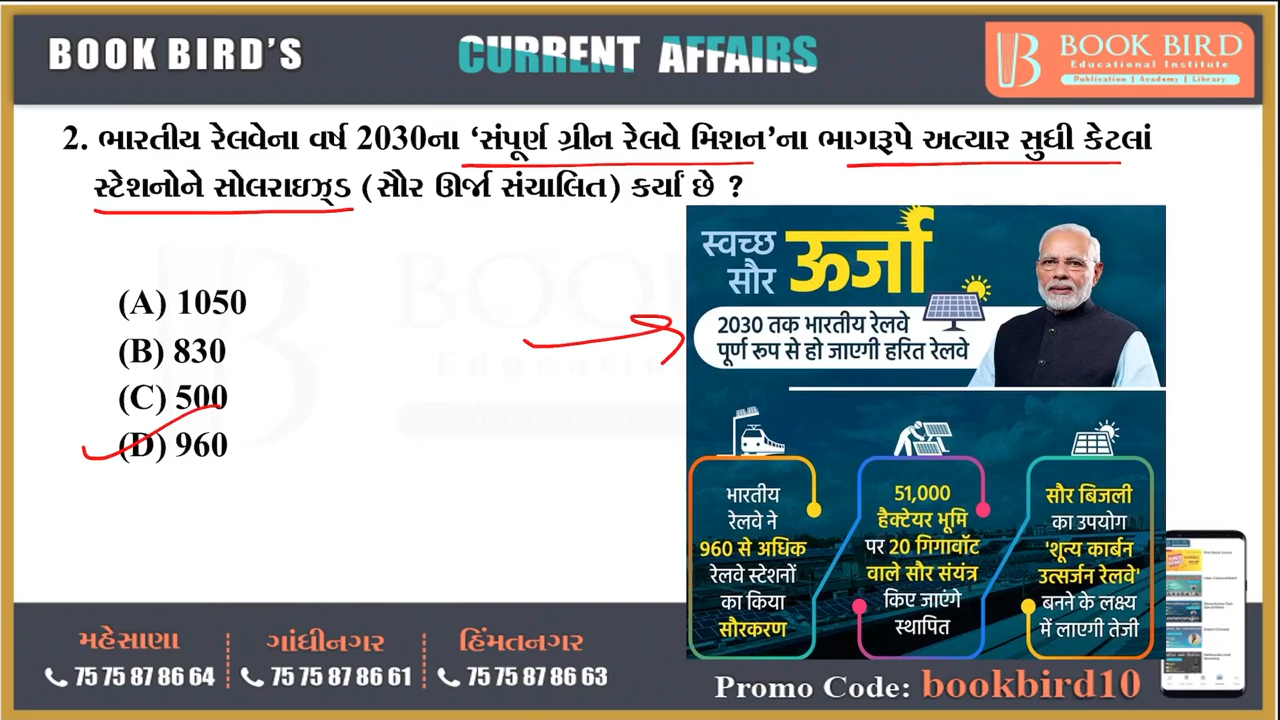 BOOK BIRD'S
CURRENT AFFAIRS
BOOK BIRD
Educational Institute
Publication | Academy | Library
2. ભારતીય રેલવેના વર્ષ 2030ના 'સંપૂર્ણ ગ્રીન રેલવે મિશન'ના ભાગરૂપે અત્યાર સુધી કેટલાં
સ્ટેશનોને સોલરાઇઝ્ડ (સૌર ઊર્જા સંચાલિત) કર્યાં છે ?
(A) 1050
(B) 830
(C) 500
(D) 960
स्वच्छ
सौर
ऊर्जा
2030 तक भारतीय रेलवे
पूर्ण रूप से हो जाएगी हरित रेलवे
भारतीय
रेलवे ने
960 से अधिक
रेलवे स्टेशनों
का किया
सौरकरण
51,000
हैक्टेयर भूमि
पर 20 गिगावॉट
वाले सौर संयंत्र
किए जाएंगे
स्थापित
सौर बिजली
का उपयोग
'शून्य कार्बन
उत्सर्जन रेलवे'
बनने के लक्ष्य
में लाएगी तेजी
મહેસાણા
75 75 87 86 64
ગાંધીનગર
75 75 87 86 61
હિંમતનગર
75 75 87 86 63
Promo Code: bookbird10